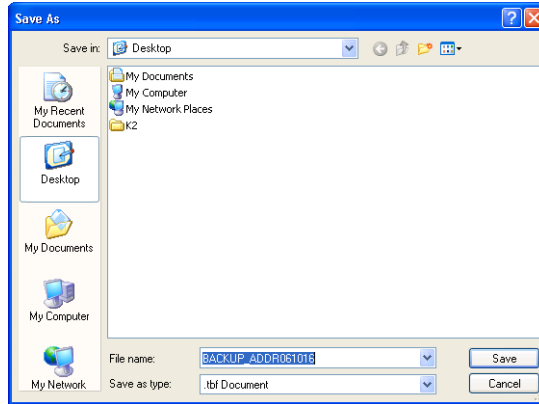 Save As
Save in:
Desktop
My Recent
Documents
Desktop
My Documents
My Computer
My Network
My Documents
My Computer
My Network Places
K2
File name:
BACKUP_ADDR061016
Save
Save as type:
.tbf Document
Cancel